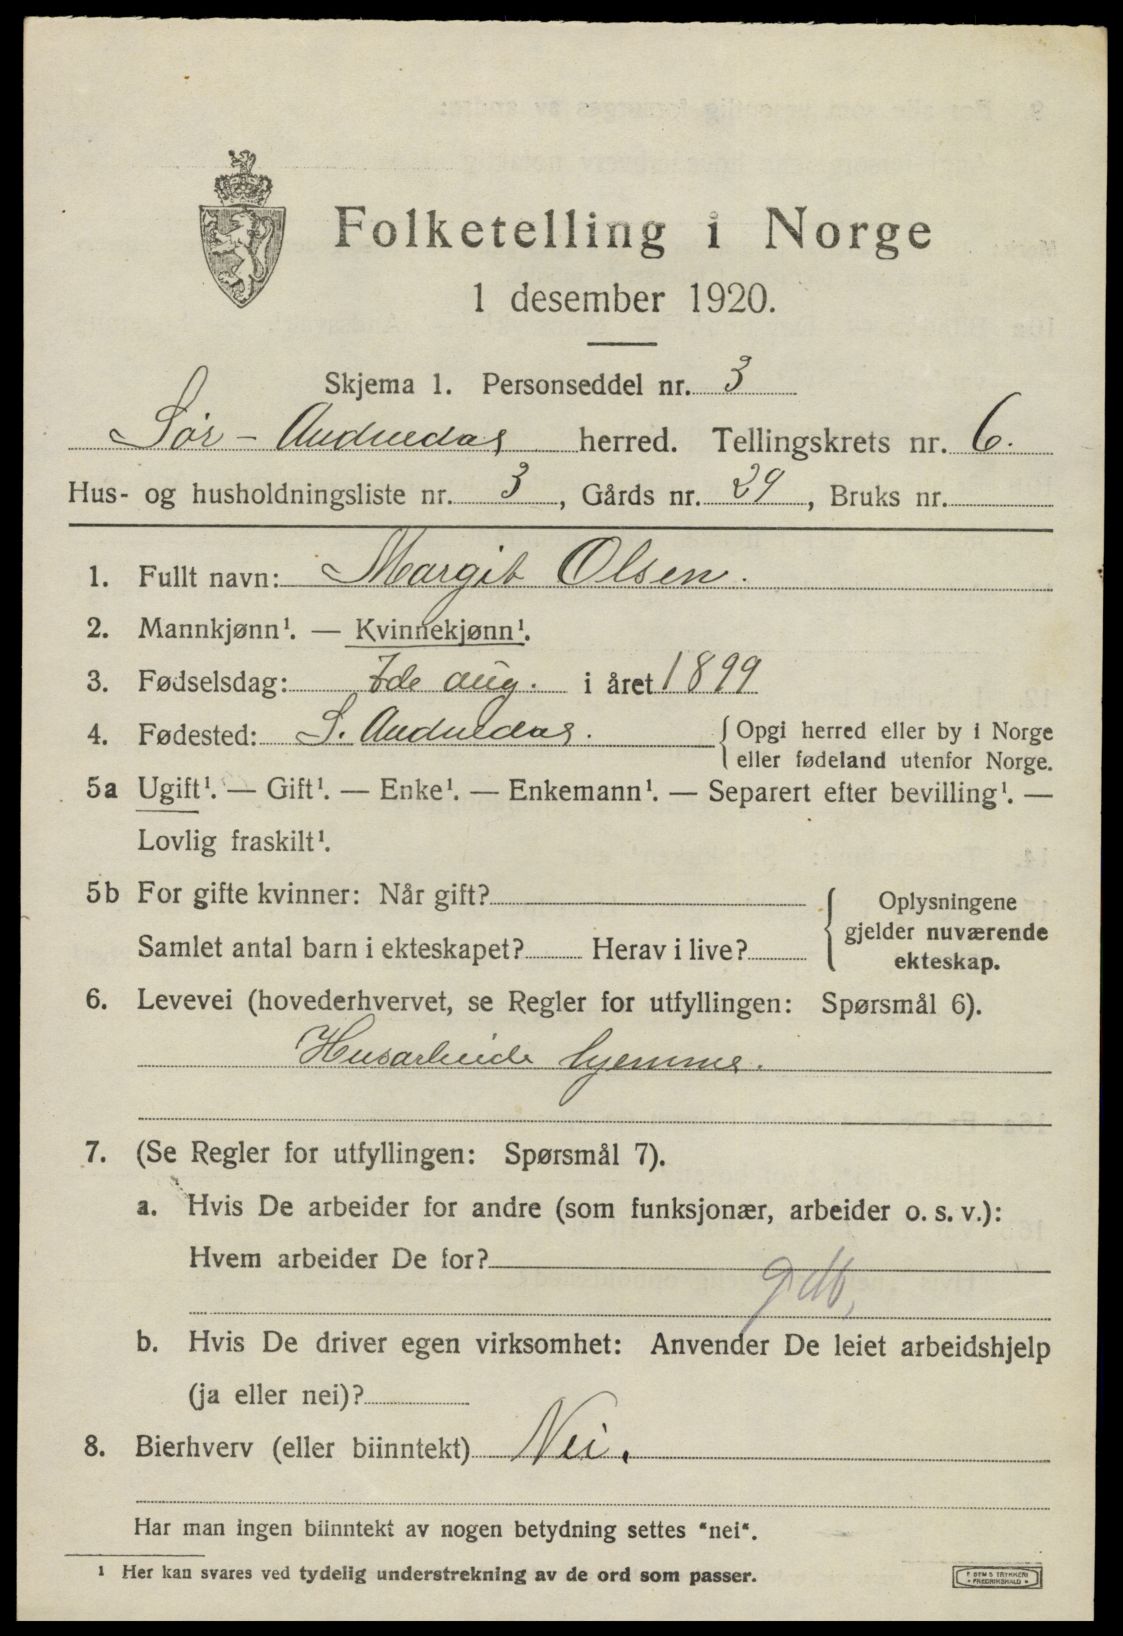 Folketelling i Norge
1 desember 1920.
Skjema 1. Personseddel nr. 3
Sør-Audnedal herred. Tellingskrets nr. 6.
Hus- og husholdningsliste nr. 3, Gårds nr. 29, Bruks nr.
1. Fullt navn: Margit Olsen.
2. Mannkjønn¹. — Kvinnekjønn¹.
3. Fødselsdag: 7de aug. i året 1899
4. Fødested: S. Audnedal. { Opgi herred eller by i Norge
eller fødeland utenfor Norge.
5a Ugift¹. — Gift¹. — Enke¹. — Enkemann¹. — Separert efter bevilling¹. —
Lovlig fraskilt¹.
5b For gifte kvinner: Når gift? { Oplysningene
gjelder nuværende
Samlet antal barn i ekteskapet? Herav i live?
ekteskap.
6. Levevei (hovederhvervet, se Regler for utfyllingen: Spørsmål 6).
Husarbeide hjemme.
7. (Se Regler for utfyllingen: Spørsmål 7).
a. Hvis De arbeider for andre (som funksjonær, arbeider o. s. v.):
Hvem arbeider De for?
b. Hvis De driver egen virksomhet: Anvender De leiet arbeidshjelp
(ja eller nei)?
8. Bierhverv (eller biinntekt) Nei.
Har man ingen biinntekt av nogen betydning settes "nei".
¹ Her kan svares ved tydelig understrekning av de ord som passer.
E. SEM'S TRYKKERI
FREDRIKSHALD